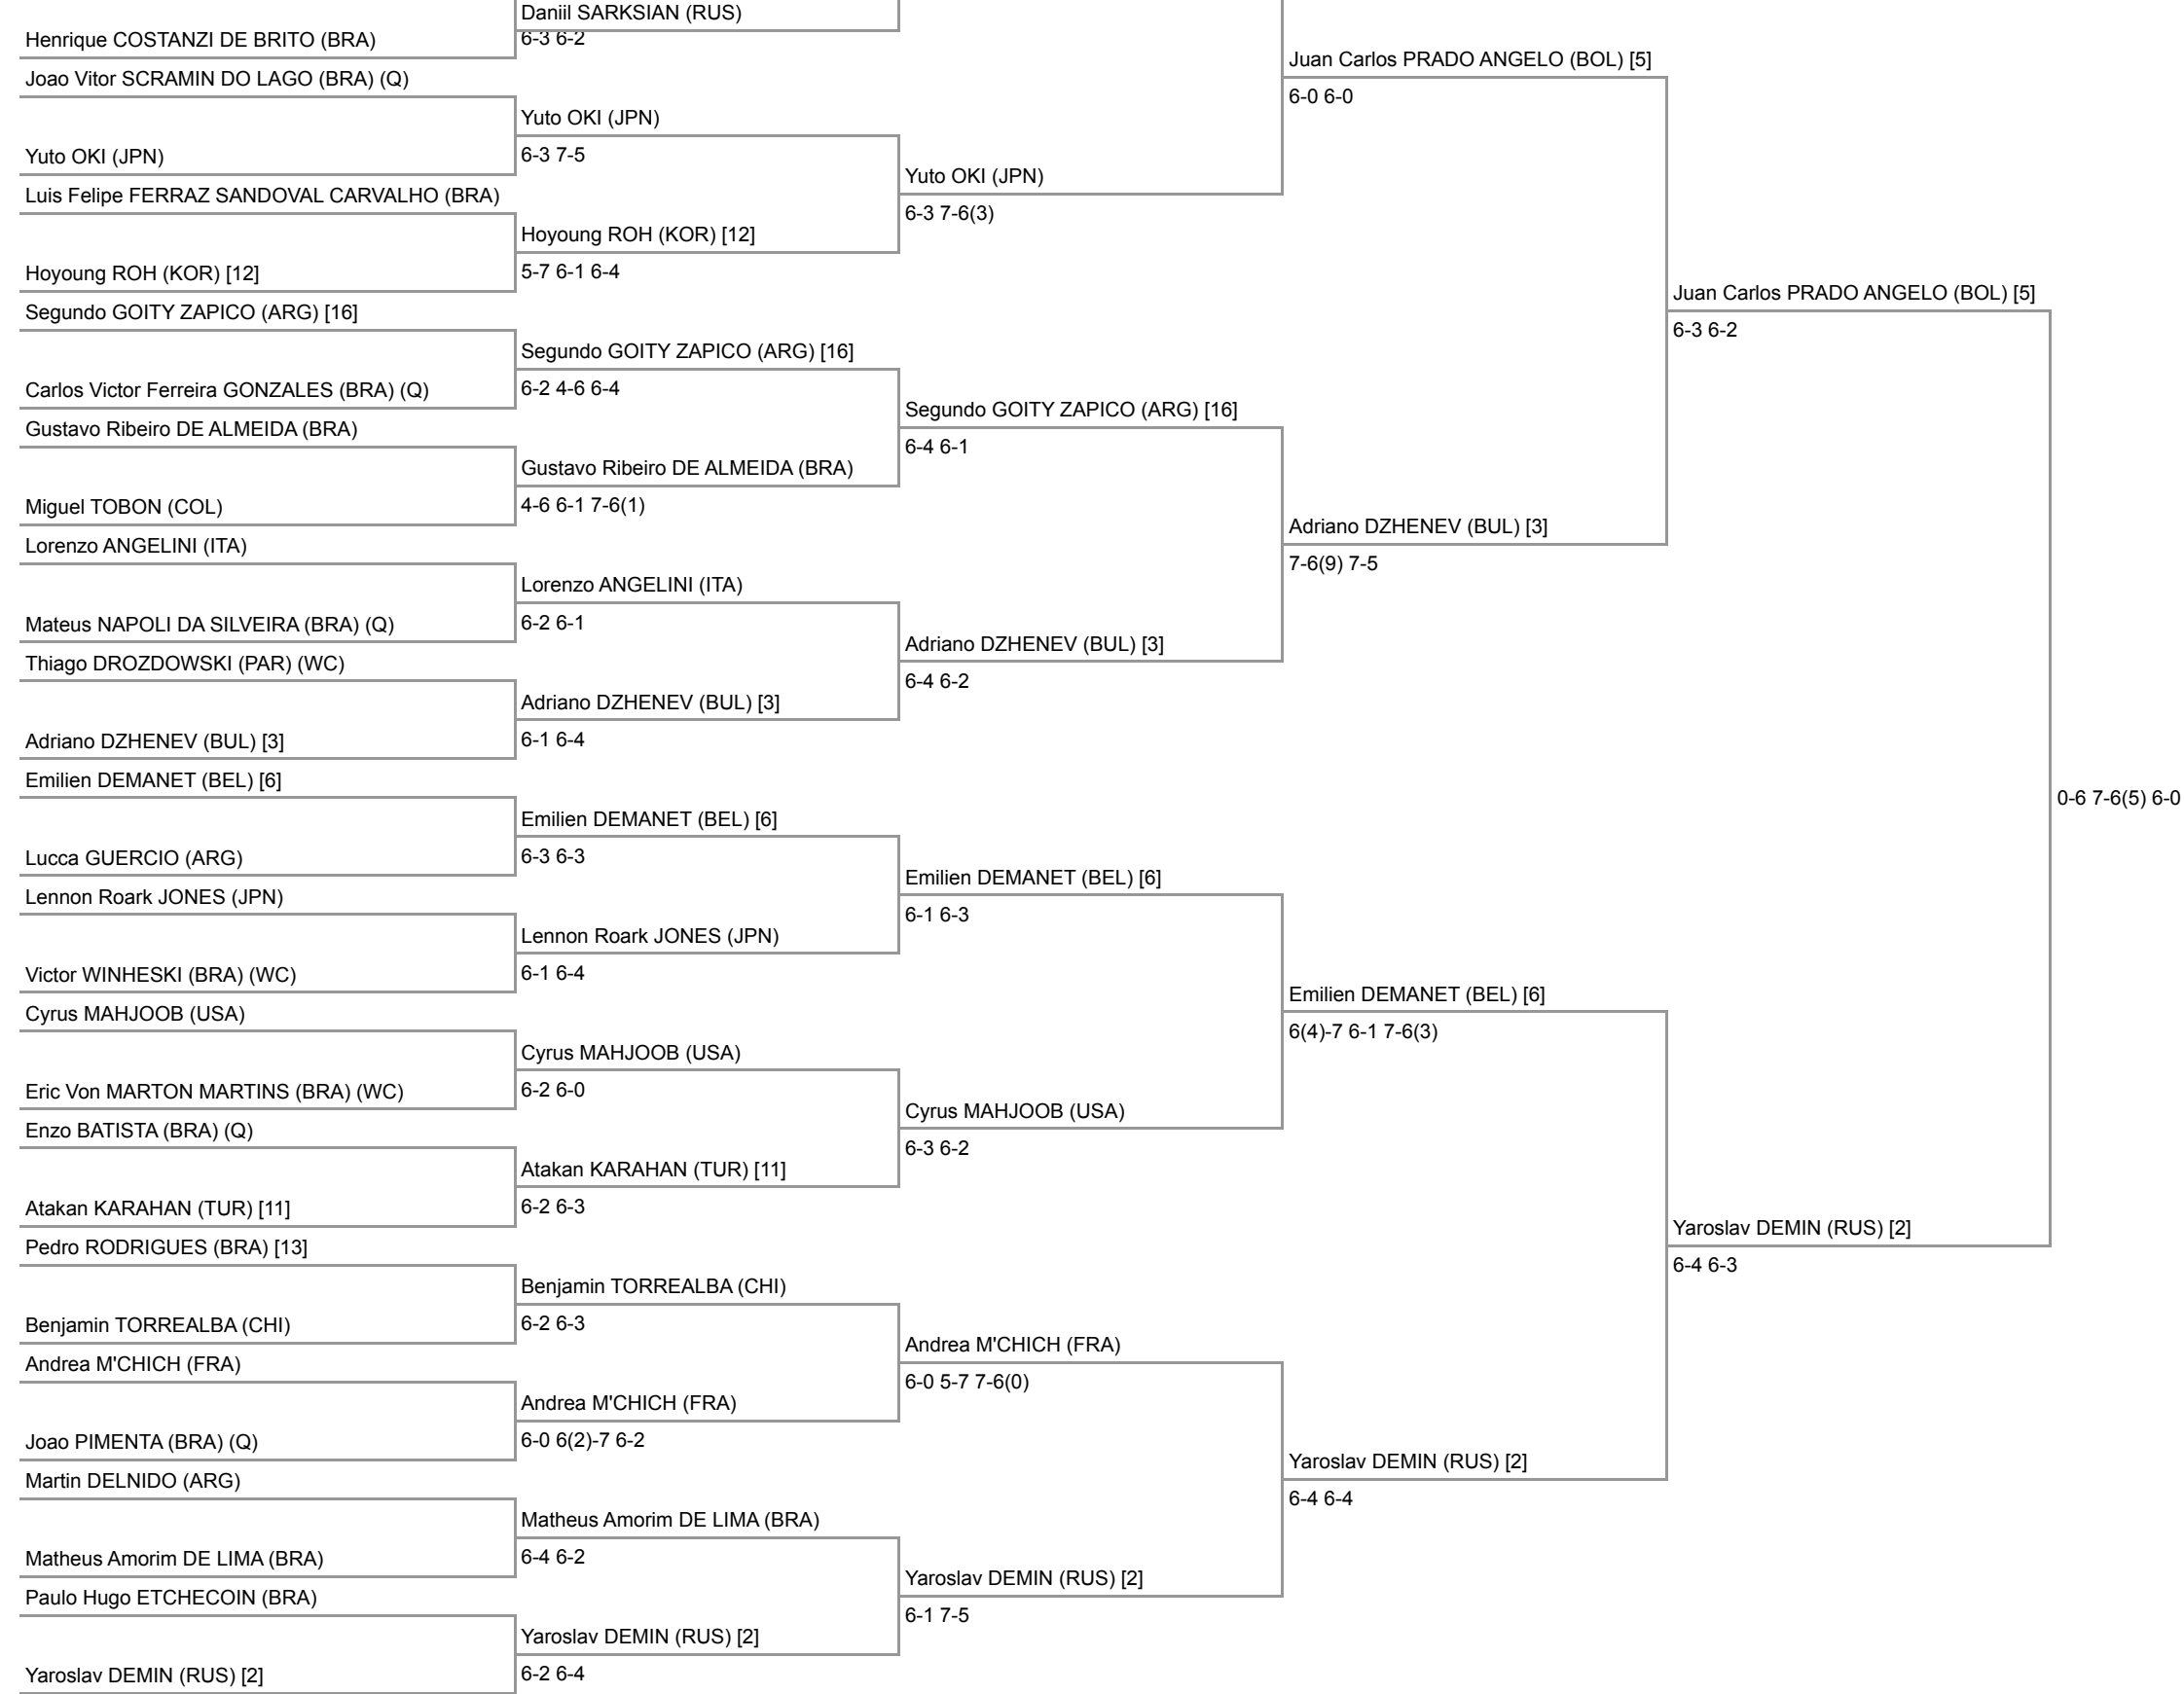 Daniil SARKSIAN (RUS)
Henrique COSTANZI DE BRITO (BRA)
6-3 6-2
Juan Carlos PRADO ANGELO (BOL) [5]
Joao Vitor SCRAMIN DO LAGO (BRA) (Q)
6-0 6-0
Yuto OKI (JPN)
Yuto OKI (JPN)
6-3 7-5
Yuto OKI (JPN)
Luis Felipe FERRAZ SANDOVAL CARVALHO (BRA)
6-3 7-6(3)
Hoyoung ROH (KOR) [12]
Hoyoung ROH (KOR) [12]
5-7 6-1 6-4
Juan Carlos PRADO ANGELO (BOL) [5]
Segundo GOITY ZAPICO (ARG) [16]
6-3 6-2
Segundo GOITY ZAPICO (ARG) [16]
Carlos Victor Ferreira GONZALES (BRA) (Q)
6-2 4-6 6-4
Segundo GOITY ZAPICO (ARG) [16]
Gustavo Ribeiro DE ALMEIDA (BRA)
6-4 6-1
Gustavo Ribeiro DE ALMEIDA (BRA)
Miguel TOBON (COL)
4-6 6-1 7-6(1)
Adriano DZHENEV (BUL) [3]
Lorenzo ANGELINI (ITA)
7-6(9) 7-5
Lorenzo ANGELINI (ITA)
Mateus NAPOLI DA SILVEIRA (BRA) (Q)
6-2 6-1
Adriano DZHENEV (BUL) [3]
Thiago DROZDOWSKI (PAR) (WC)
6-4 6-2
Adriano DZHENEV (BUL) [3]
Adriano DZHENEV (BUL) [3]
6-1 6-4
Emilien DEMANET (BEL) [6]
0-6 7-6(5) 6-0
Emilien DEMANET (BEL) [6]
Lucca GUERCIO (ARG)
6-3 6-3
Emilien DEMANET (BEL) [6]
Lennon Roark JONES (JPN)
6-1 6-3
Lennon Roark JONES (JPN)
Victor WINHESKI (BRA) (WC)
6-1 6-4
Emilien DEMANET (BEL) [6]
Cyrus MAHJOOB (USA)
6(4)-7 6-1 7-6(3)
Cyrus MAHJOOB (USA)
Eric Von MARTON MARTINS (BRA) (WC)
6-2 6-0
Cyrus MAHJOOB (USA)
Enzo BATISTA (BRA) (Q)
6-3 6-2
Atakan KARAHAN (TUR) [11]
Atakan KARAHAN (TUR) [11]
6-2 6-3
Yaroslav DEMIN (RUS) [2]
Pedro RODRIGUES (BRA) [13]
6-4 6-3
Benjamin TORREALBA (CHI)
Benjamin TORREALBA (CHI)
6-2 6-3
Andrea M'CHICH (FRA)
Andrea M'CHICH (FRA)
6-0 5-7 7-6(0)
Andrea M'CHICH (FRA)
Joao PIMENTA (BRA) (Q)
6-0 6(2)-7 6-2
Yaroslav DEMIN (RUS) [2]
Martin DELNIDO (ARG)
6-4 6-4
Matheus Amorim DE LIMA (BRA)
Matheus Amorim DE LIMA (BRA)
6-4 6-2
Yaroslav DEMIN (RUS) [2]
Paulo Hugo ETCHECOIN (BRA)
6-1 7-5
Yaroslav DEMIN (RUS) [2]
Yaroslav DEMIN (RUS) [2]
6-2 6-4